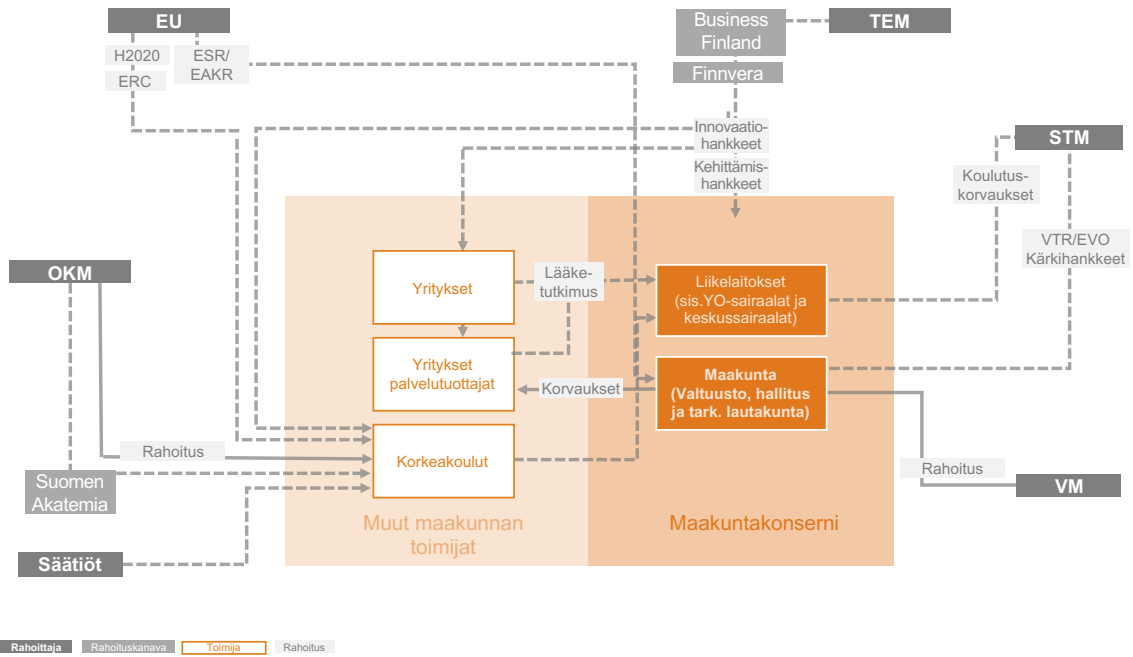 EU
H2020
ERC
ESR/
EAKR
Business
Finland
Finnvera
TEM
Innovaatio-
hankkeet
Kehittämis-
hankkeet
STM
Koulutus-
korvaukset
VTR/EVO
Kärkihankkeet
OKM
Yritykset
Lääke-
tutkimus
Liikelaitokset
(sis.YO-sairaalat ja
keskussairaalat)
Yritykset
palvelutuottajat
Korvaukset
Maakunta
(Valtuusto, hallitus
ja tark. lautakunta)
Rahoitus
Korkeakoulut
Rahoitus
Suomen
Akatemia
VM
Muut maakunnan
toimijat
Maakuntakonserni
Säätiöt
Rahoittaja
Rahoituskanava
Toimija
Rahoitus